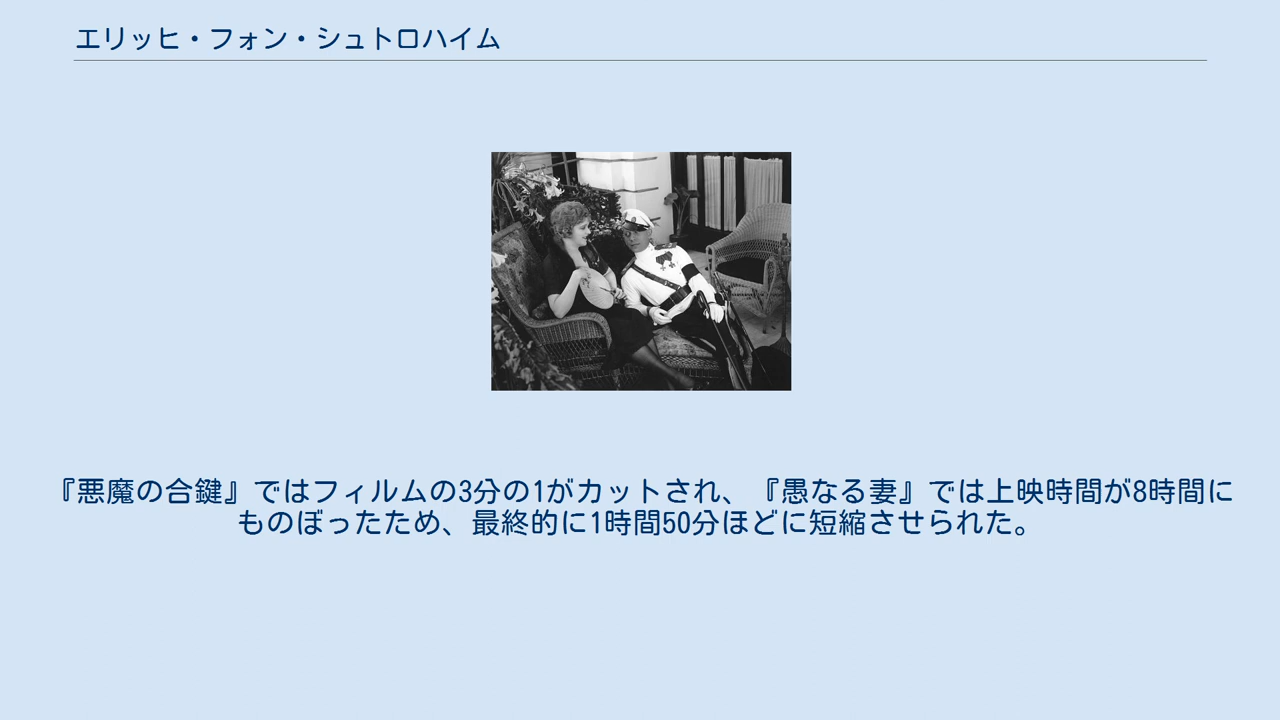 エリッヒ・フォン・シュトロハイム
『悪魔の合鍵』ではフィルムの3分の1がカットされ、『愚なる妻』では上映時間が8時間に
ものぼったため、最終的に1時間50分ほどに短縮させられた。